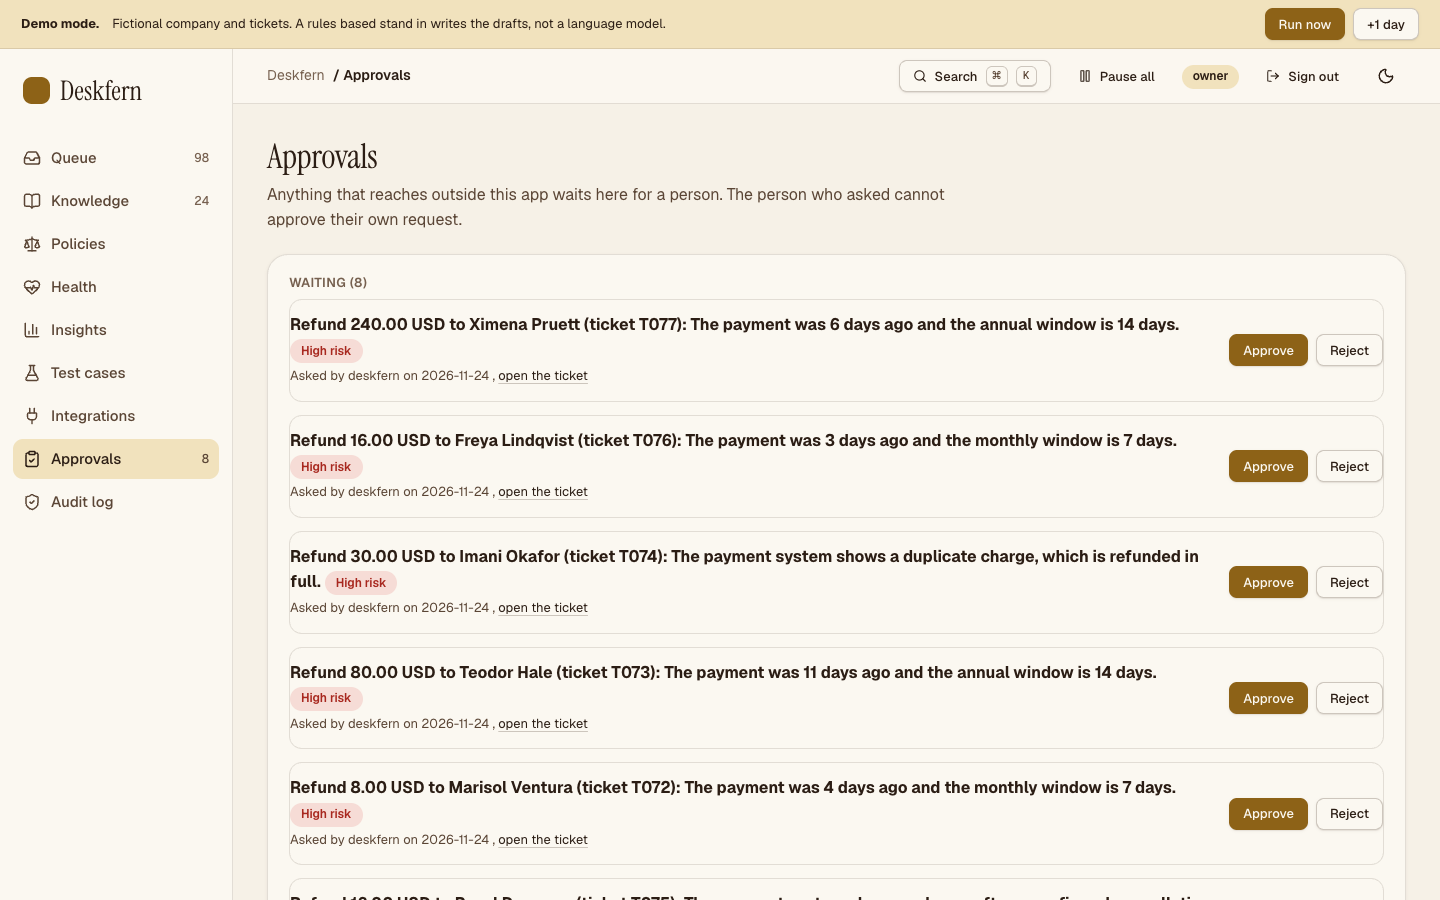 Demo mode. Fictional company and tickets. A rules based stand in writes the drafts, not a language model.
Run now
+1 day
Deskfern
Deskfern / Approvals
Search ⌘ K
Pause all
owner
Sign out
Queue 98
Knowledge 24
Policies
Health
Insights
Test cases
Integrations
Approvals 8
Audit log
Approvals
Anything that reaches outside this app waits here for a person. The person who asked cannot
approve their own request.
WAITING (8)
Refund 240.00 USD to Ximena Pruett (ticket T077): The payment was 6 days ago and the annual window is 14 days.
High risk
Asked by deskfern on 2026-11-24 , open the ticket
Approve
Reject
Refund 16.00 USD to Freya Lindqvist (ticket T076): The payment was 3 days ago and the monthly window is 7 days.
High risk
Asked by deskfern on 2026-11-24 , open the ticket
Approve
Reject
Refund 30.00 USD to Imani Okafor (ticket T074): The payment system shows a duplicate charge, which is refunded in
full. High risk
Asked by deskfern on 2026-11-24 , open the ticket
Approve
Reject
Refund 80.00 USD to Teodor Hale (ticket T073): The payment was 11 days ago and the annual window is 14 days.
High risk
Asked by deskfern on 2026-11-24 , open the ticket
Approve
Reject
Refund 8.00 USD to Marisol Ventura (ticket T072): The payment was 4 days ago and the monthly window is 7 days.
High risk
Asked by deskfern on 2026-11-24 , open the ticket
Approve
Reject